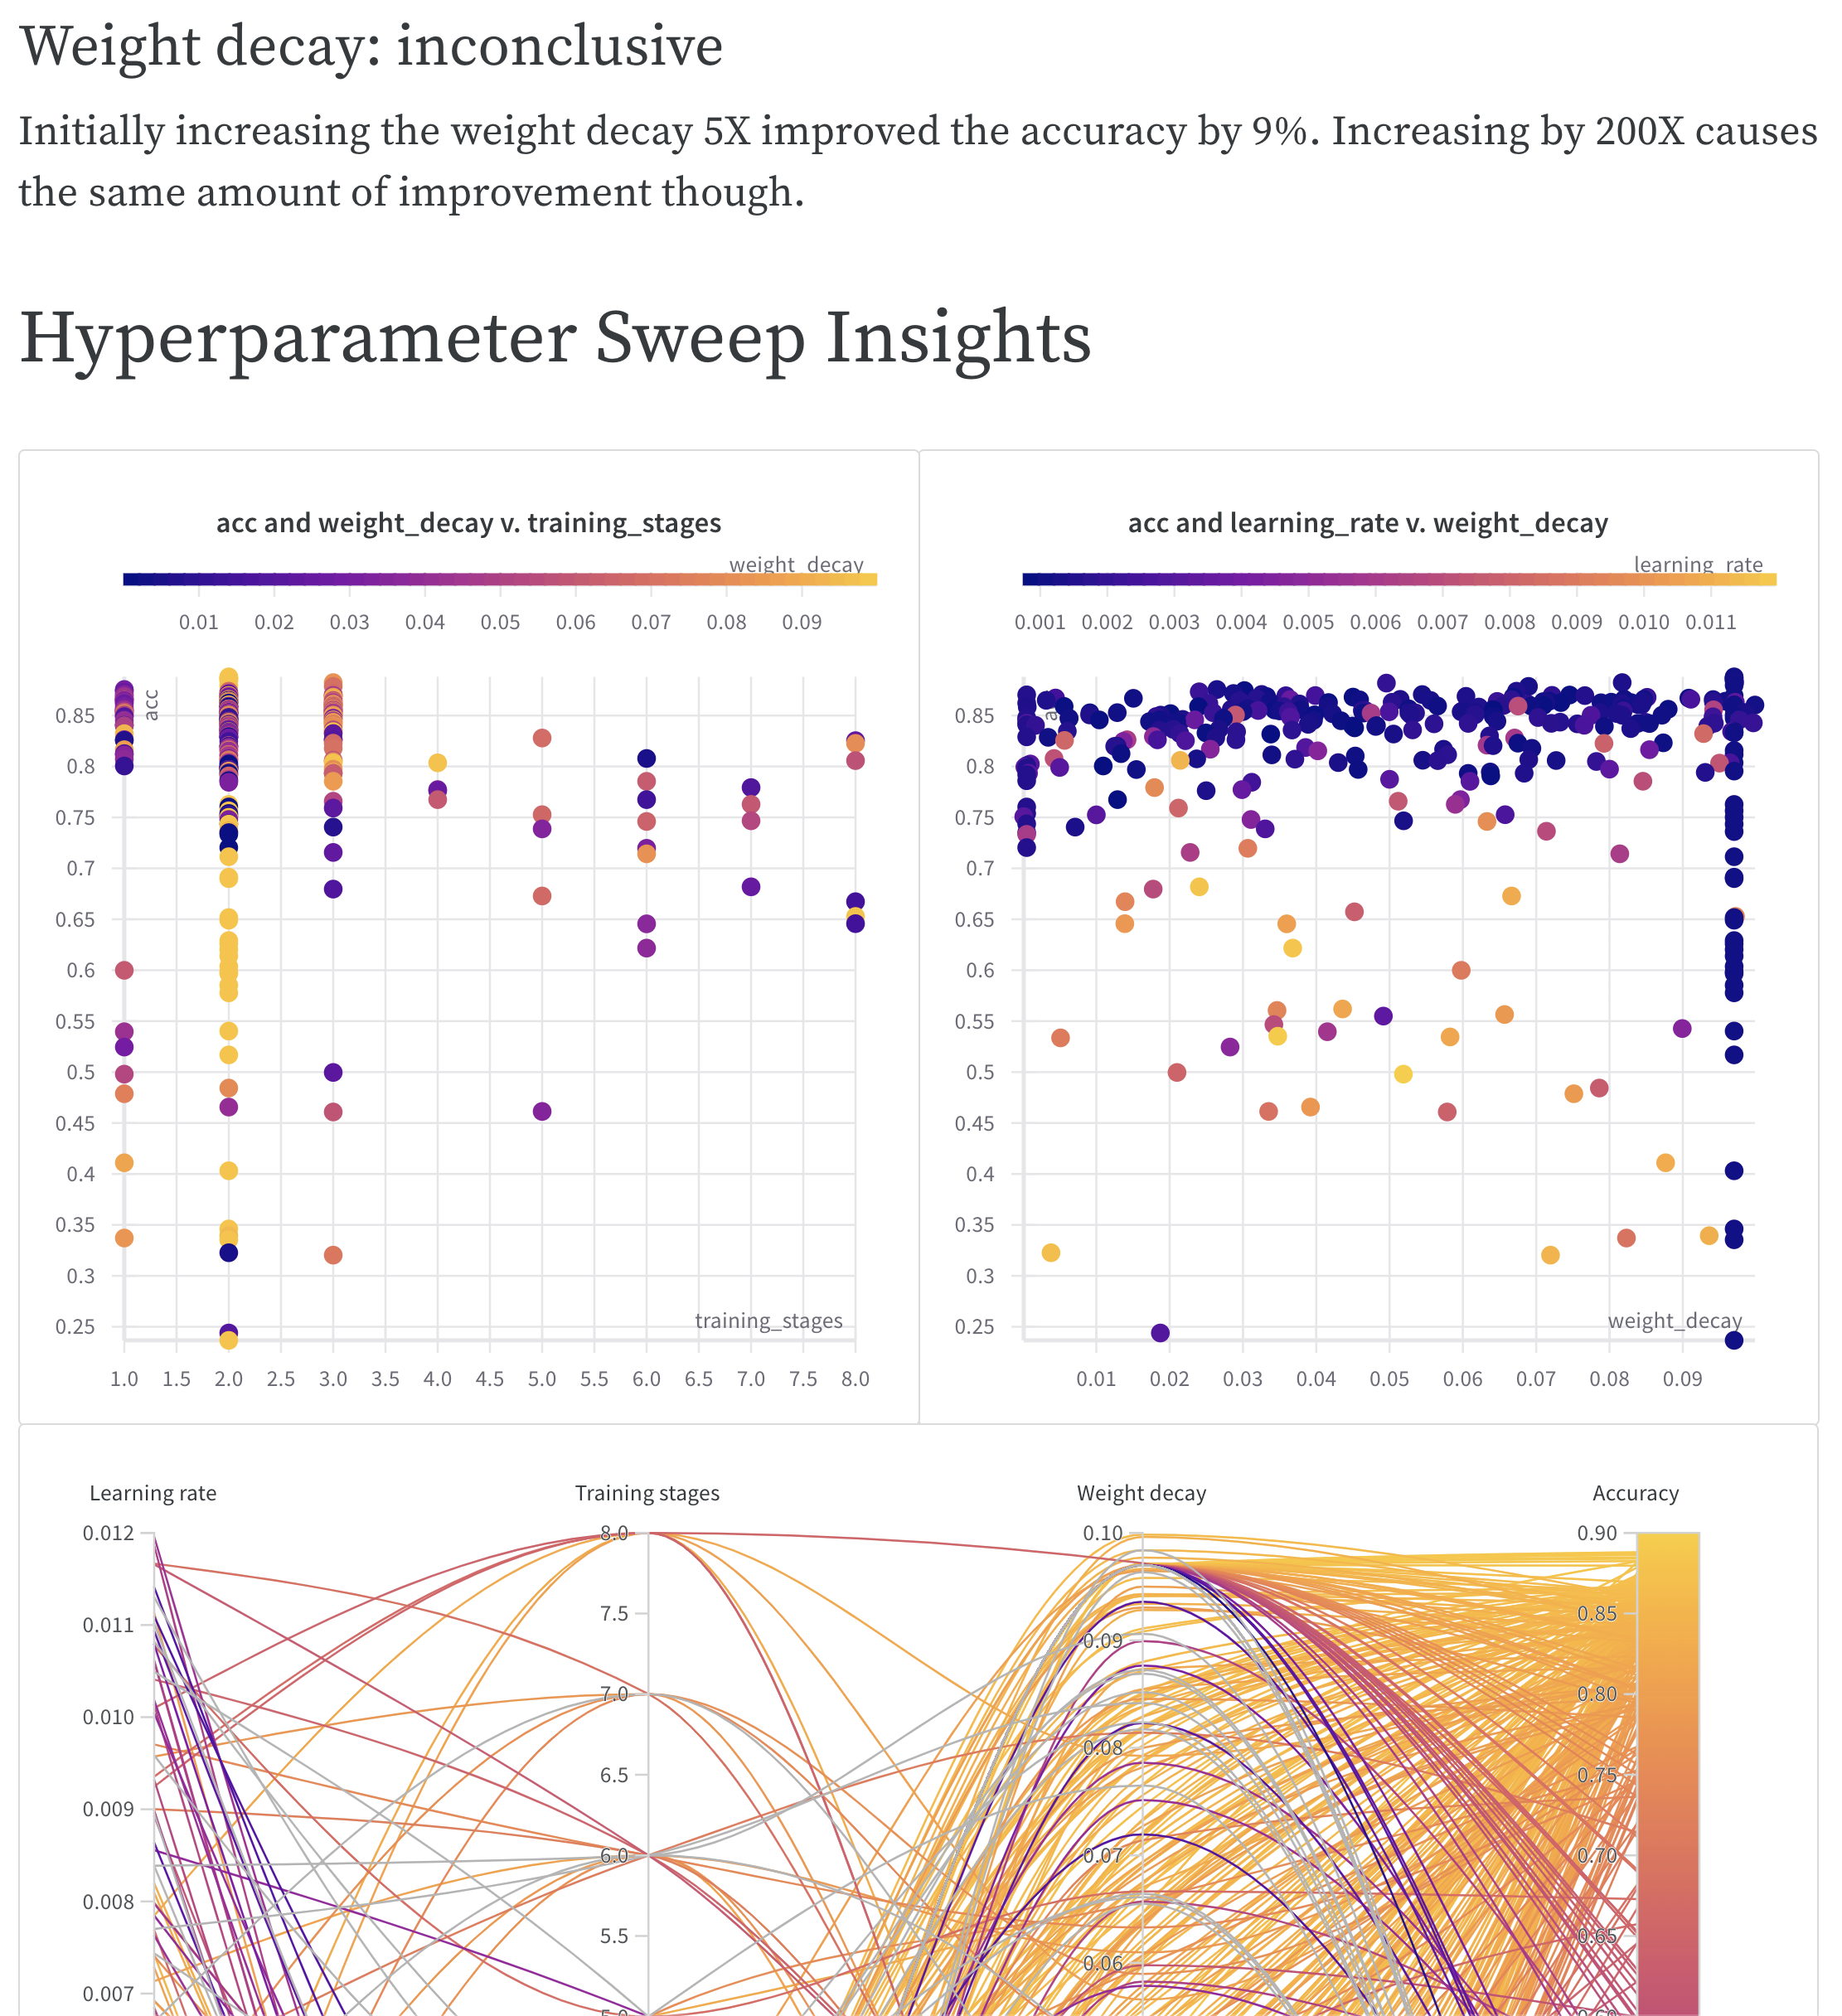 Weight decay: inconclusive
Initially increasing the weight decay 5X improved the accuracy by 9%. Increasing by 200X causes
the same amount of improvement though.
Hyperparameter Sweep Insights
acc and weight_decay v. training_stages
weight_decay
0.01 0.02 0.03 0.04 0.05 0.06 0.07 0.08 0.09
acc
0.85
0.8
0.75
0.7
0.65
0.6
0.55
0.5
0.45
0.4
0.35
0.3
0.25
training_stages
1.0 1.5 2.0 2.5 3.0 3.5 4.0 4.5 5.0 5.5 6.0 6.5 7.0 7.5 8.0
acc and learning_rate v. weight_decay
learning_rate
0.001 0.002 0.003 0.004 0.005 0.006 0.007 0.008 0.009 0.010 0.011
0.85
0.8
0.75
0.7
0.65
0.6
0.55
0.5
0.45
0.4
0.35
0.3
0.25
weight_decay
0.01 0.02 0.03 0.04 0.05 0.06 0.07 0.08 0.09
Learning rate
0.012
0.011
0.010
0.009
0.008
0.007
Training stages
8.0
7.5
7.0
6.5
6.0
5.5
Weight decay
0.10
0.09
0.08
0.07
0.06
Accuracy
0.90
0.85
0.80
0.75
0.70
0.65